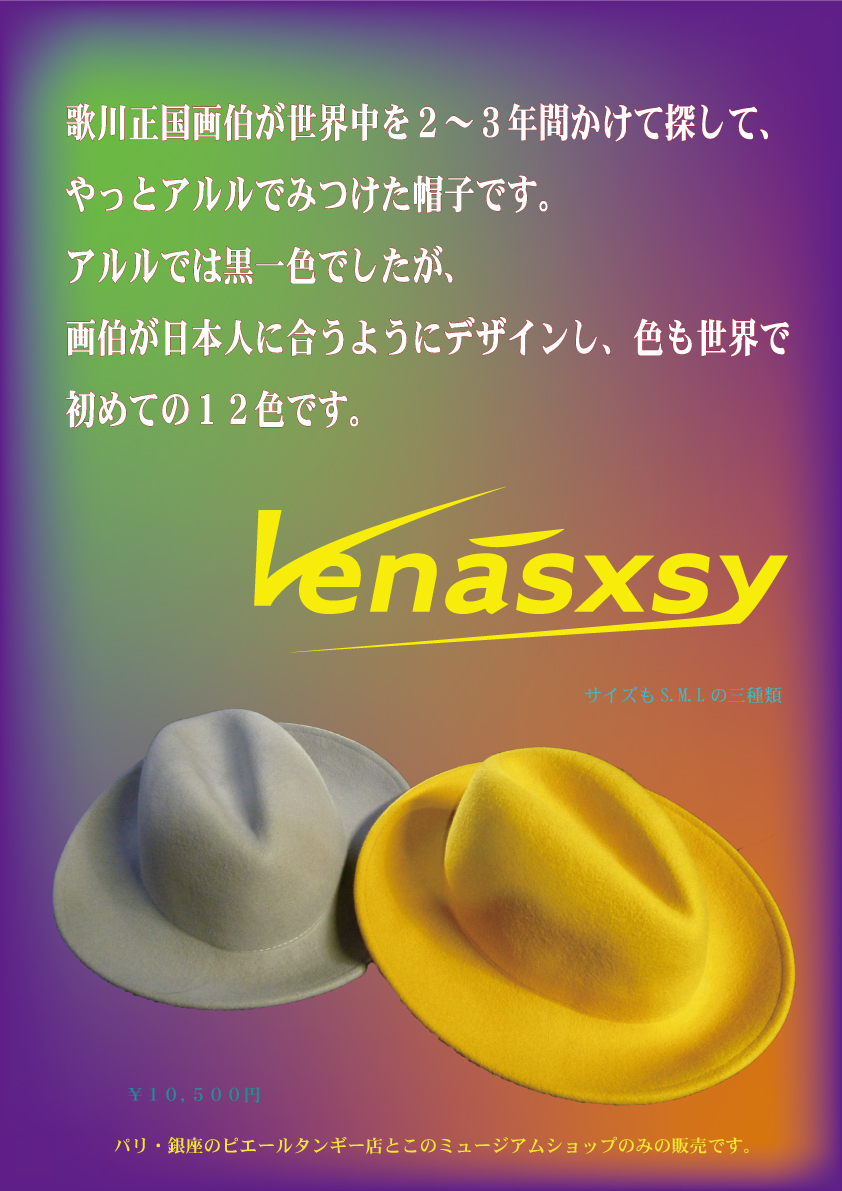 歌川正国画伯が世界中を２～３年間かけて探して、
やっとアルルでみつけた帽子です。
アルルでは黒一色でしたが、
画伯が日本人に合うようにデザインし、色も世界で
初めての１２色です。
Venasxsy
サイズも S.M.L の三種類
￥１０,５００円
パリ・銀座のピエールタンギー店とこのミュージアムショップのみの販売です。